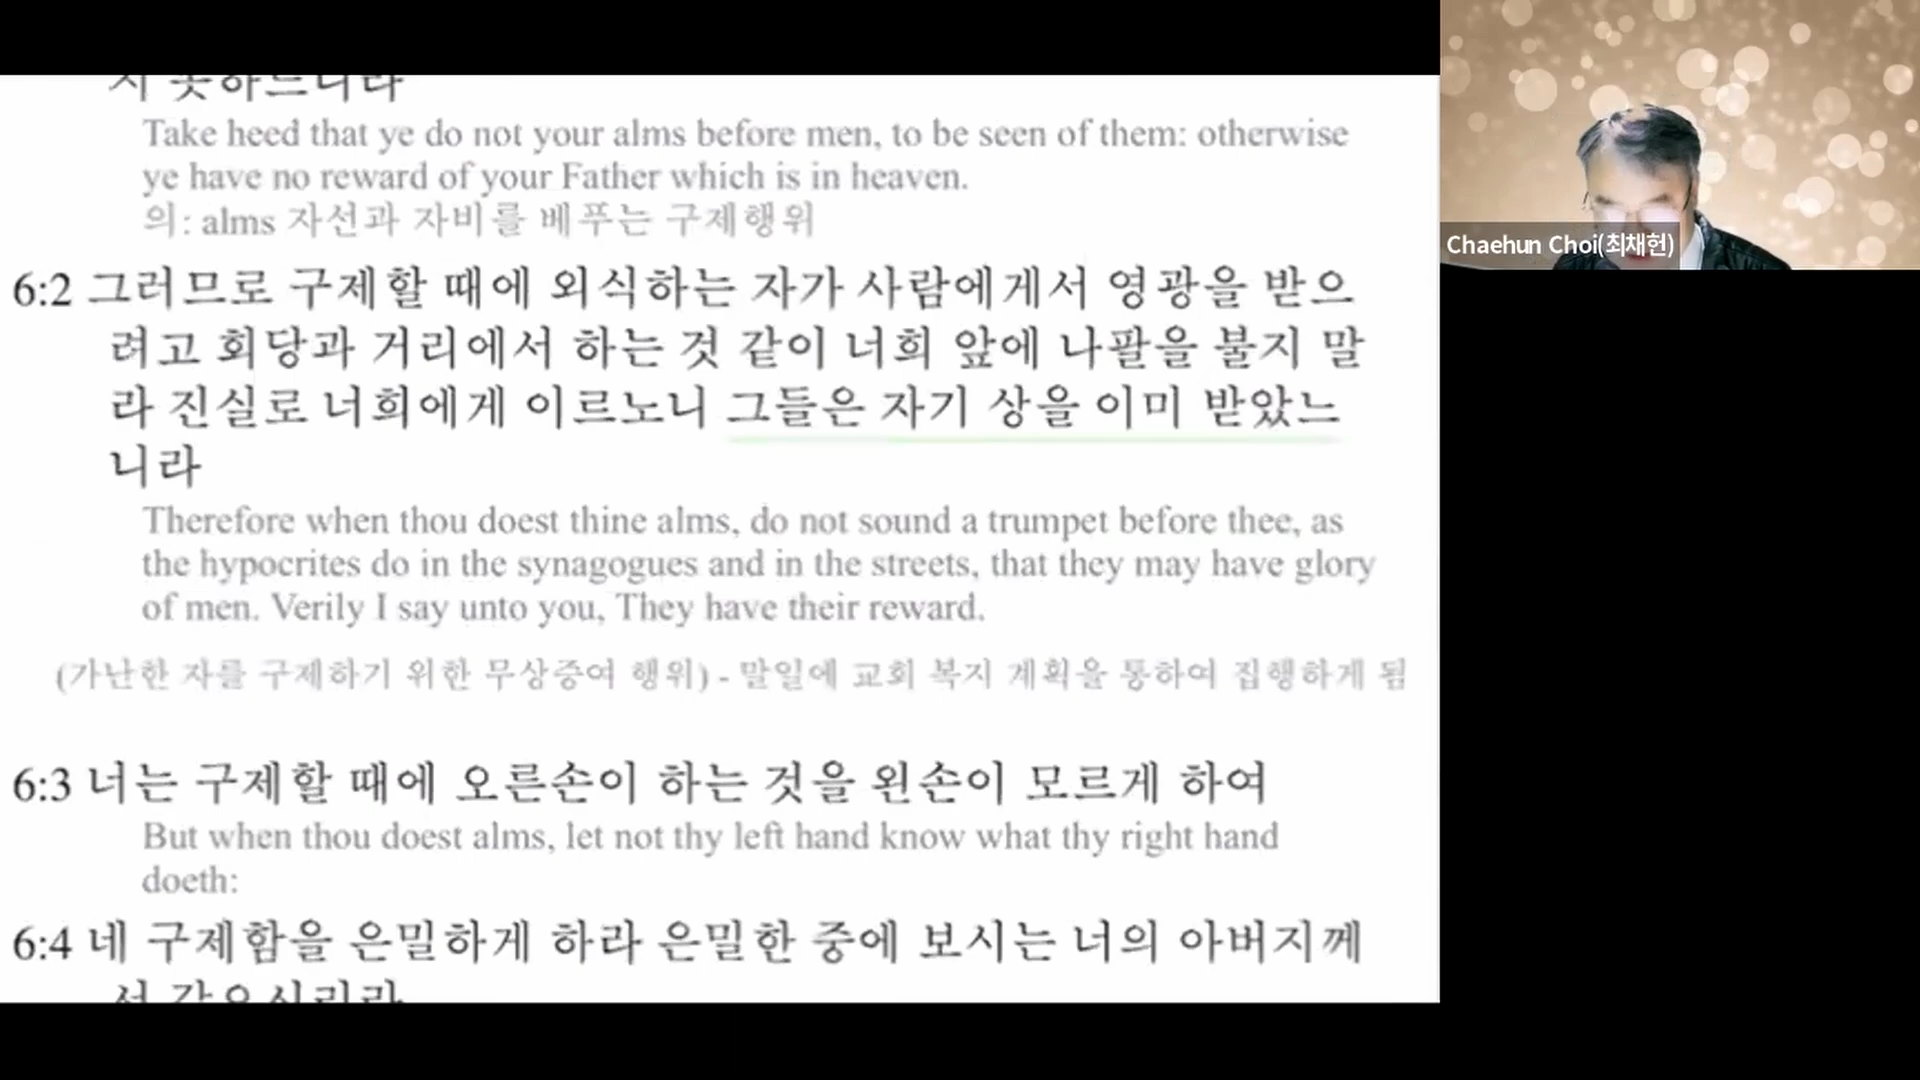 지 못하느니라
Take heed that ye do not your alms before men, to be seen of them: otherwise
ye have no reward of your Father which is in heaven.
의: alms 자선과 자비를 베푸는 구제행위
6:2 그러므로 구제할 때에 외식하는 자가 사람에게서 영광을 받으
려고 회당과 거리에서 하는 것 같이 너희 앞에 나팔을 불지 말
라 진실로 너희에게 이르노니 그들은 자기 상을 이미 받았느
니라
Therefore when thou doest thine alms, do not sound a trumpet before thee, as
the hypocrites do in the synagogues and in the streets, that they may have glory
of men. Verily I say unto you, They have their reward.
(가난한 자를 구제하기 위한 무상증여 행위) - 말일에 교회 복지 계획을 통하여 집행하게 됨
6:3 너는 구제할 때에 오른손이 하는 것을 왼손이 모르게 하여
But when thou doest alms, let not thy left hand know what thy right hand
doeth:
6:4 네 구제함을 은밀하게 하라 은밀한 중에 보시는 너의 아버지께
서 갚으시리라
Chaehun Choi(최채헌)